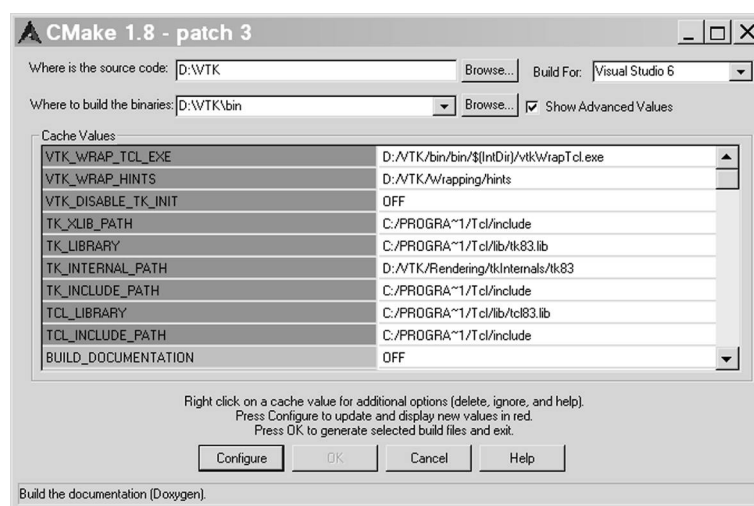 CMake 1.8 - patch 3
Where is the source code: D:\VTK Browse... Build For: Visual Studio 6
Where to build the binaries: D:\VTK\bin Browse... Show Advanced Values
Cache Values
VTK_WRAP_TCL_EXE D:/VTK/bin/bin/$(IntDir)/vtkWrapTcl.exe
VTK_WRAP_HINTS D:/VTK/Wrapping/hints
VTK_DISABLE_TK_INIT OFF
TK_XLIB_PATH C:/PROGRA~1/Tcl/include
TK_LIBRARY C:/PROGRA~1/Tcl/lib/tk83.lib
TK_INTERNAL_PATH D:/VTK/Rendering/tkInternals/tk83
TK_INCLUDE_PATH C:/PROGRA~1/Tcl/include
TCL_LIBRARY C:/PROGRA~1/Tcl/lib/tcl83.lib
TCL_INCLUDE_PATH C:/PROGRA~1/Tcl/include
BUILD_DOCUMENTATION OFF
Right click on a cache value for additional options (delete, ignore, and help).
Press Configure to update and display new values in red.
Press OK to generate selected build files and exit.
Configure OK Cancel Help
Build the documentation (Doxygen).